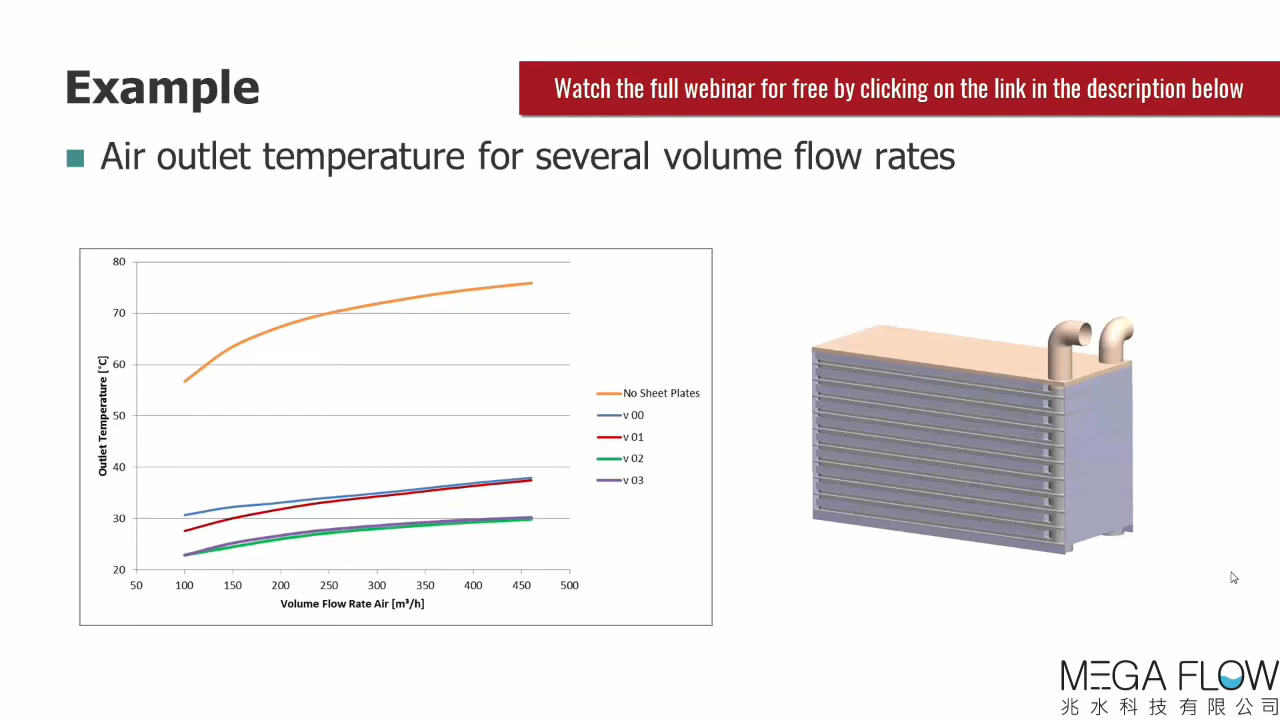 Example
Watch the full webinar for free by clicking on the link in the description below
Air outlet temperature for several volume flow rates
80
70
60
50
40
30
20
Outlet Temperature [°C]
50 100 150 200 250 300 350 400 450 500
Volume Flow Rate Air [m³/h]
No Sheet Plates
v 00
v 01
v 02
v 03
MEGA FLOW
兆水科技有限公司